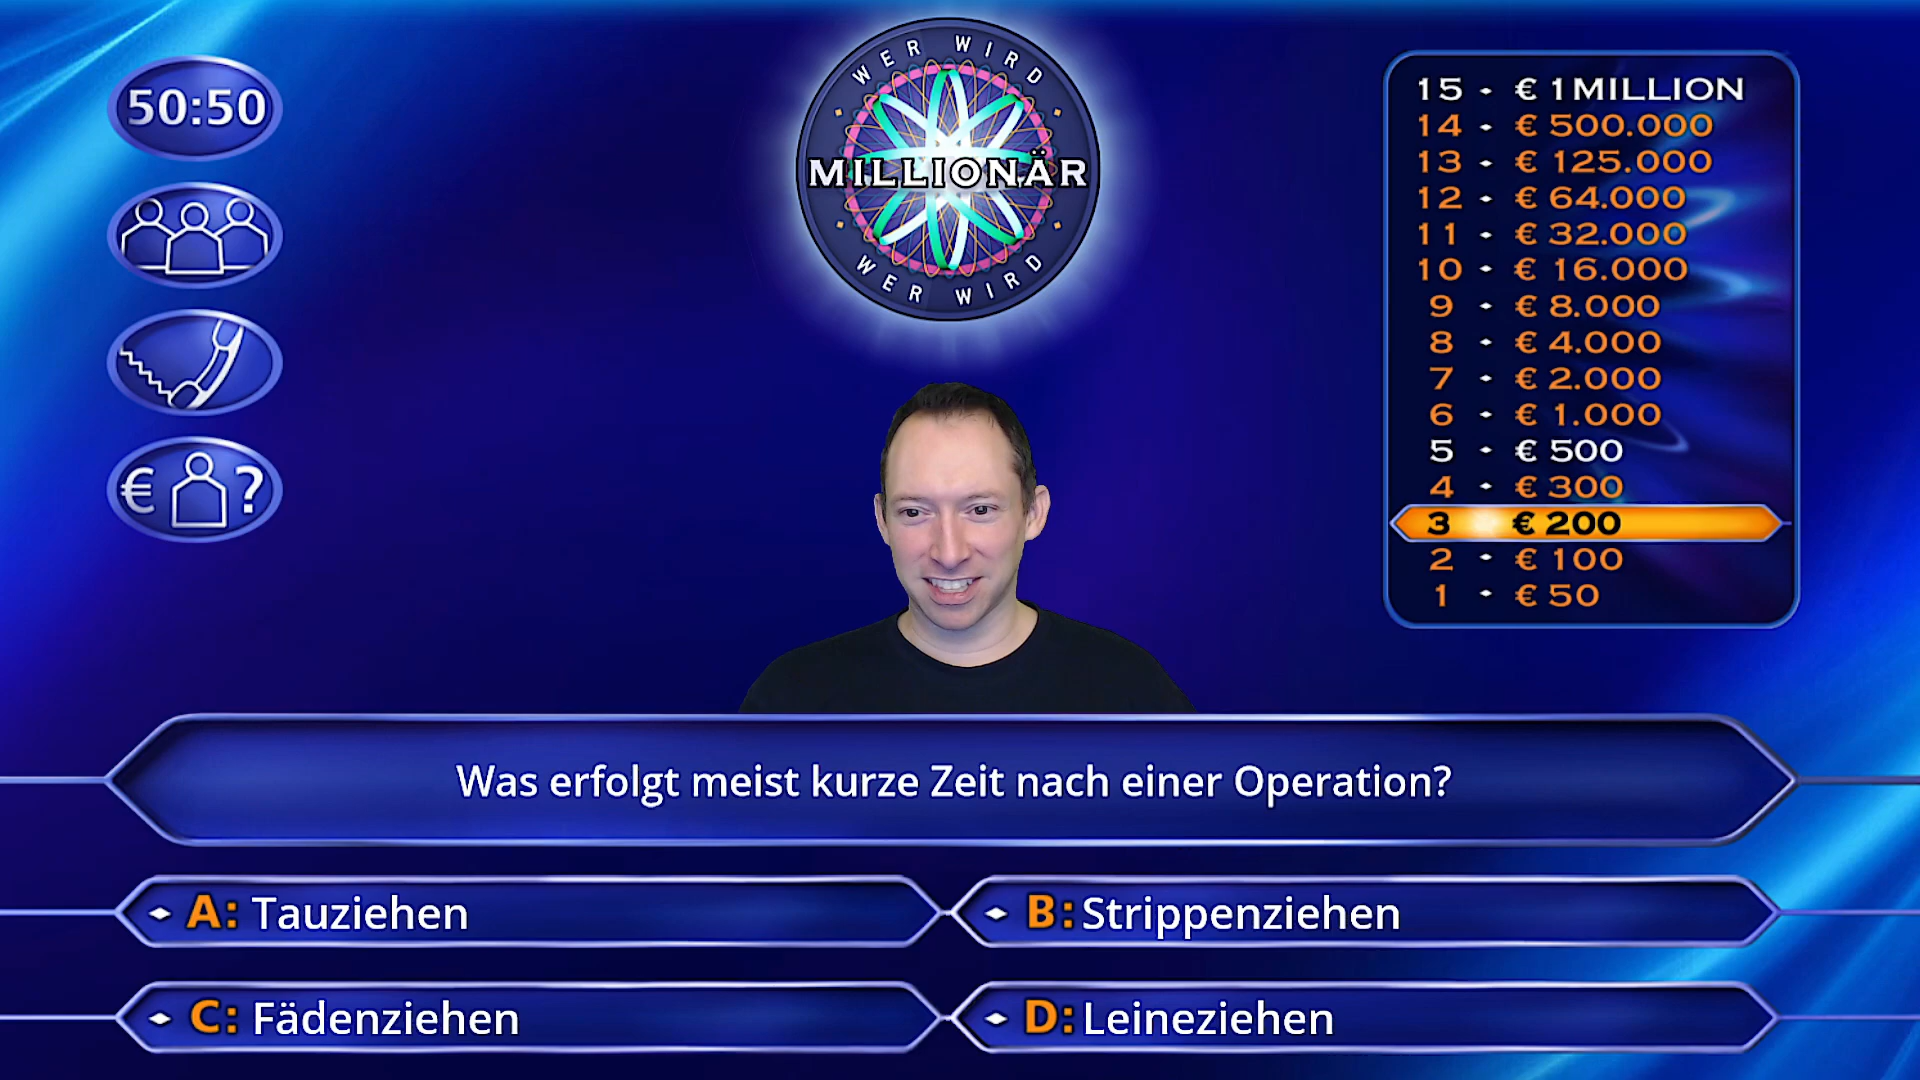 50:50
€ ?
WER WIRD
MILLIONÄR
WER WIRD
15 - € 1 MILLION
14 - € 500.000
13 - € 125.000
12 - € 64.000
11 - € 32.000
10 - € 16.000
9 - € 8.000
8 - € 4.000
7 - € 2.000
6 - € 1.000
5 - € 500
4 - € 300
3 € 200
2 - € 100
1 - € 50
Was erfolgt meist kurze Zeit nach einer Operation?
A: Tauziehen
B: Strippenziehen
C: Fädenziehen
D: Leineziehen